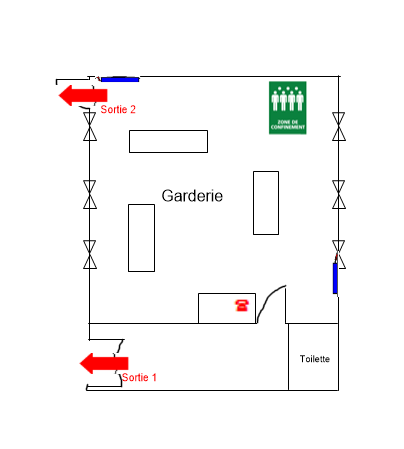 Sortie 2
ZONE DE
CONFINEMENT
Garderie
Toilette
Sortie 1